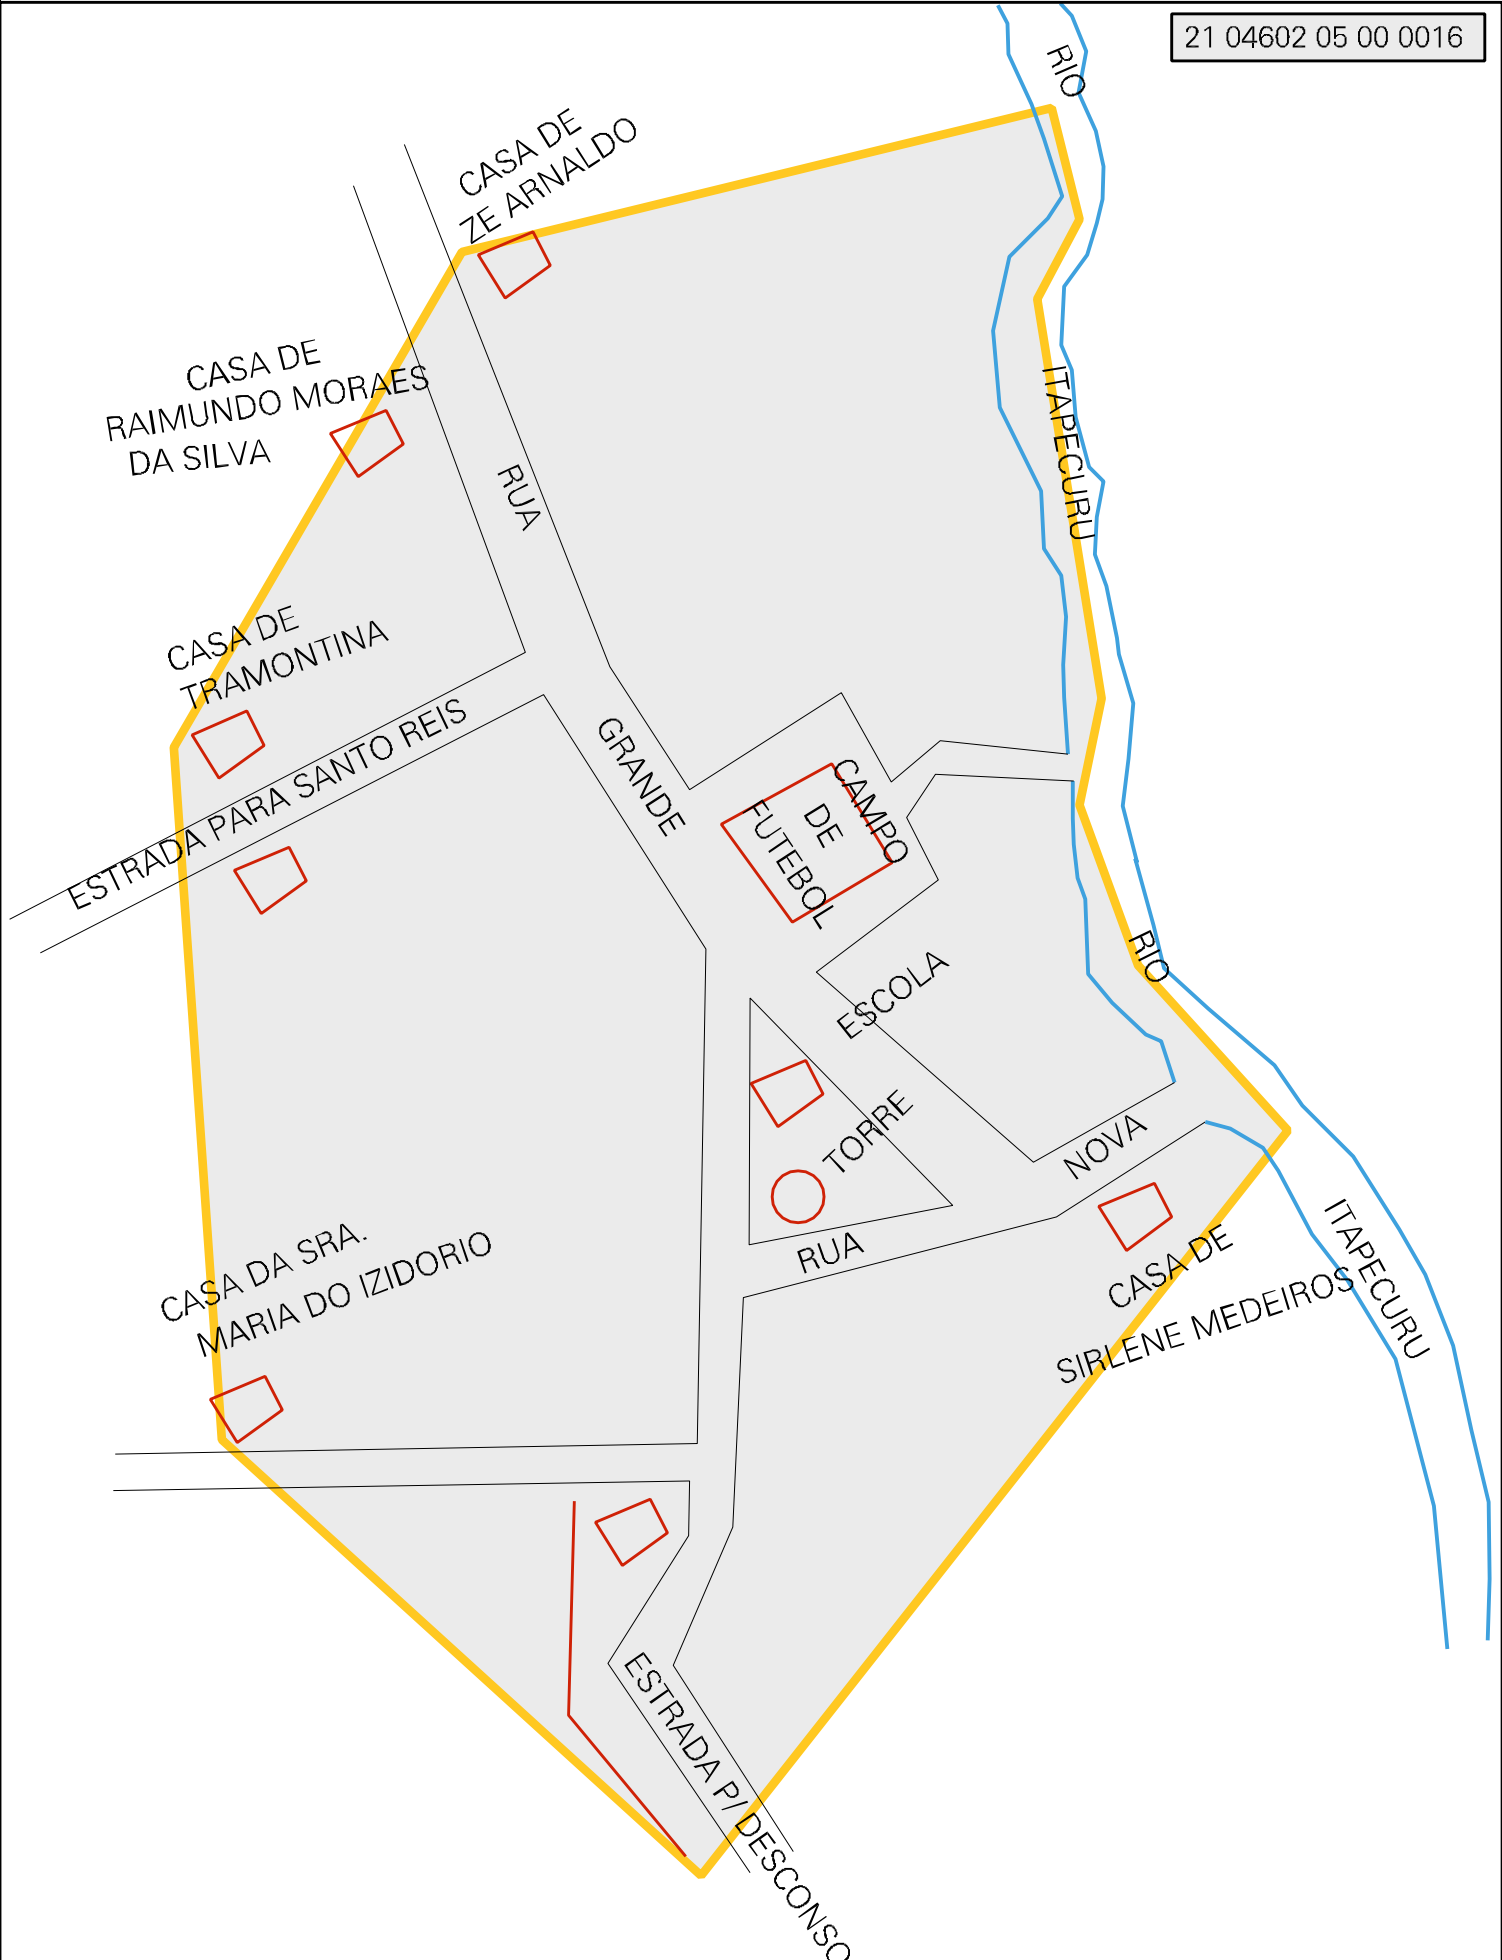 21 04602 05 00 0016
RIO
CASA DE
ZE ARNALDO
CASA DE
RAIMUNDO MORAES
DA SILVA
ITAPECURU
RUA
CASA DE
TRAMONTINA
ESTRADA PARA SANTO REIS
GRANDE
CAMPO
DE
FUTEBOL
RIO
ESCOLA
TORRE
NOVA
RUA
CASA DA SRA.
MARIA DO IZIDORIO
CASA DE
SIRLENE MEDEIROS
ITAPECURU
ESTRADA P/ DESCONSO